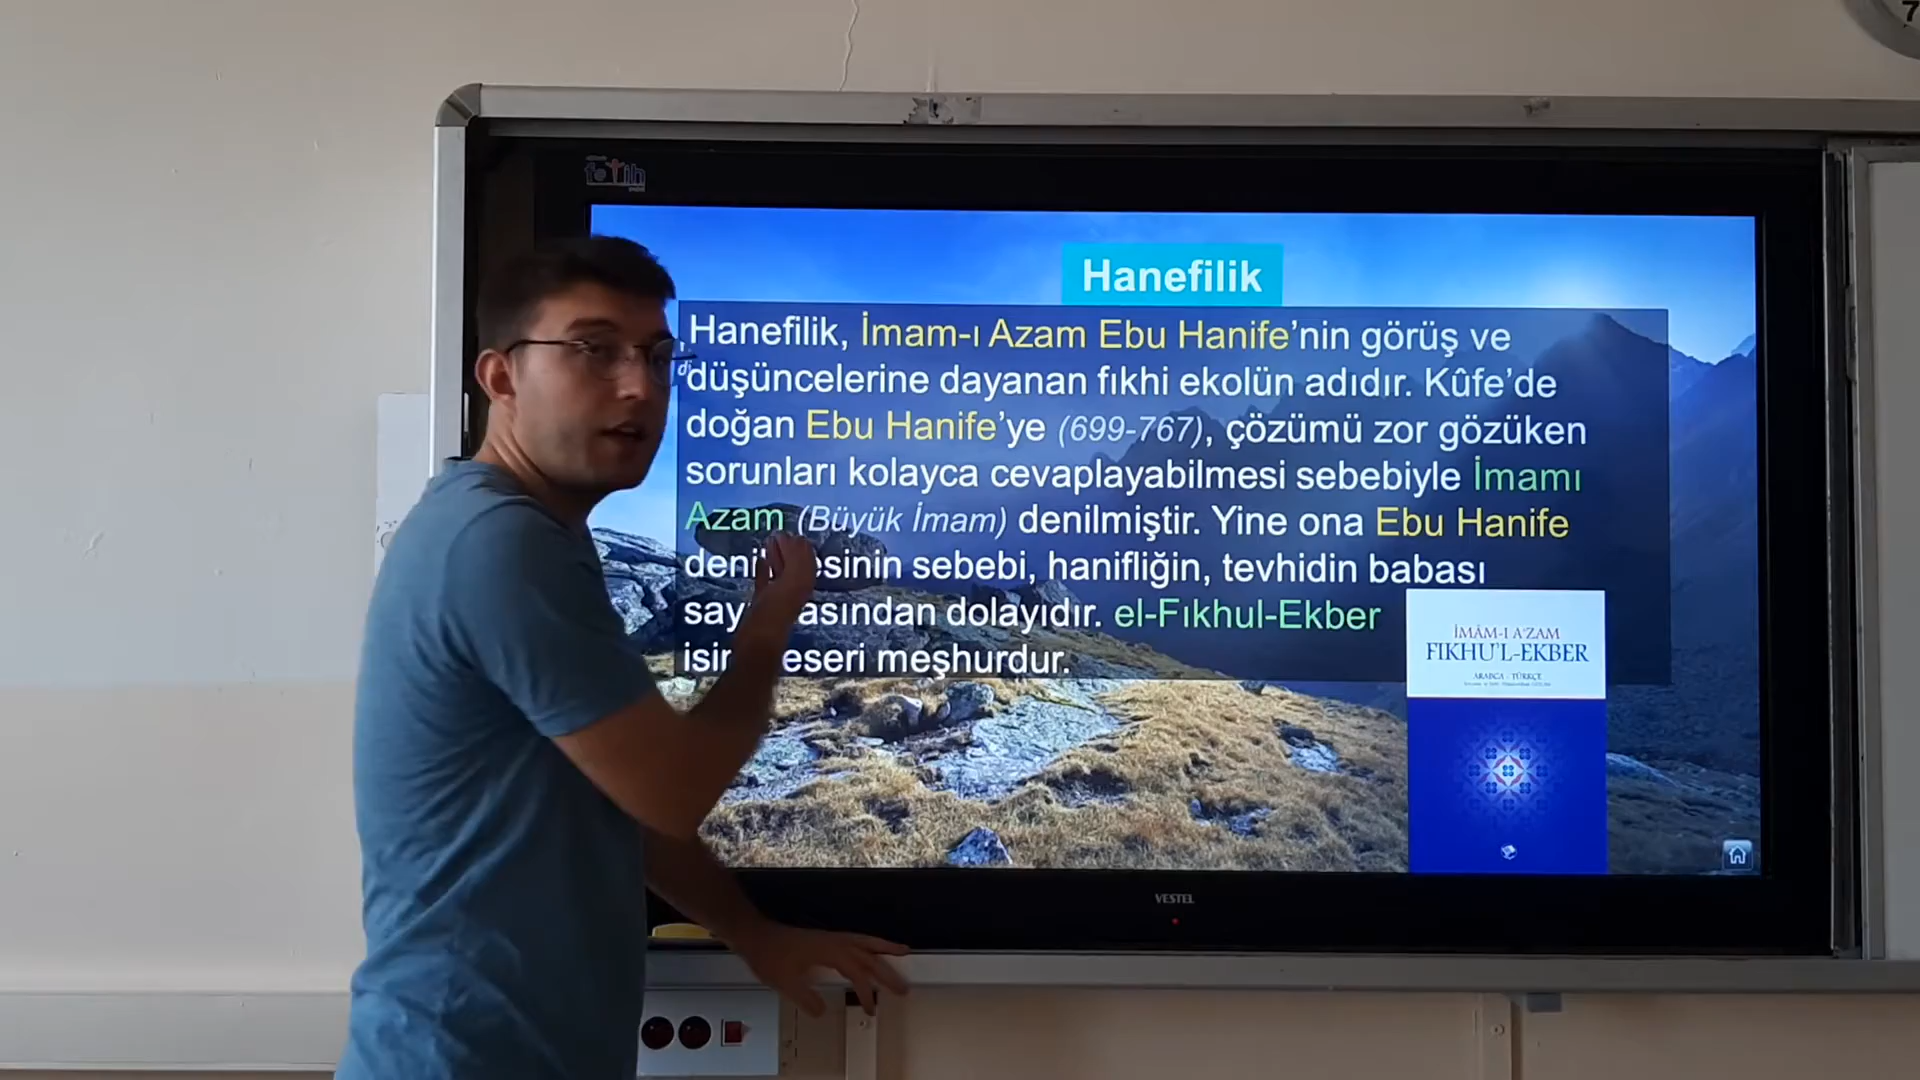 fatih
Hanefilik
Hanefilik, İmam-ı Azam Ebu Hanife’nin görüş ve
düşüncelerine dayanan fıkhi ekolün adıdır. Kûfe’de
doğan Ebu Hanife’ye (699-767), çözümü zor gözüken
sorunları kolayca cevaplayabilmesi sebebiyle İmamı
Azam (Büyük İmam) denilmiştir. Yine ona Ebu Hanife
sebebi, hanifliğin, tevhidin babası
dolayıdır. el-Fıkhul-Ekber
eseri meşhurdur.
İMÂM-I A'ZAM
FIKHU'L-EKBER
ARAPÇA - TÜRKÇE
VESTEL
7